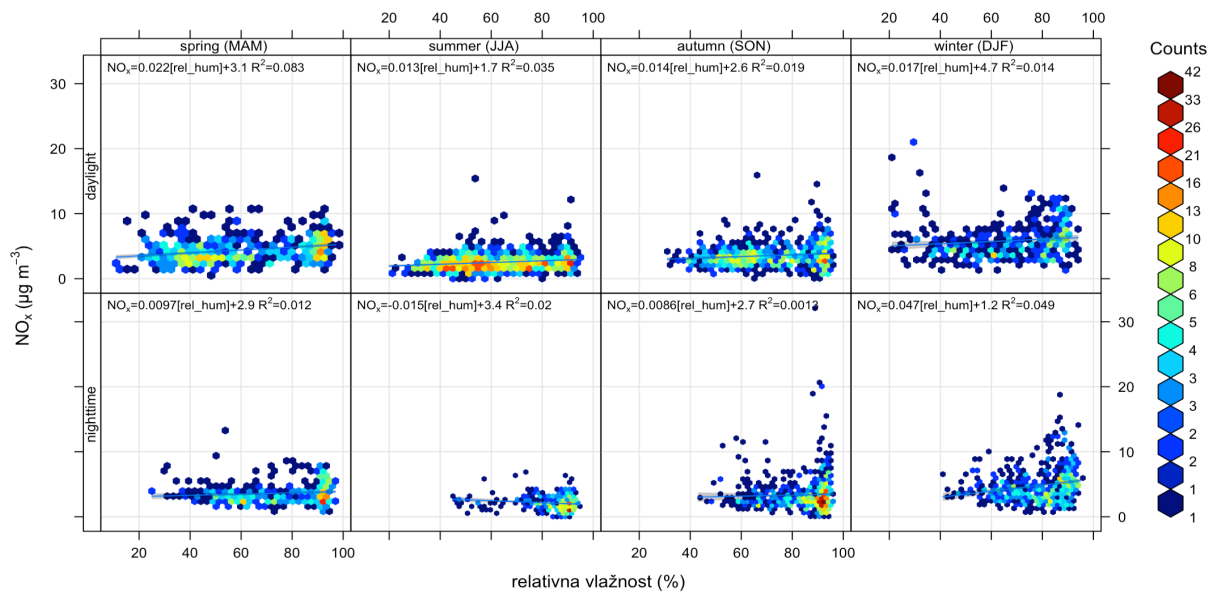 20 40 60 80 100 20 40 60 80 100
spring (MAM) summer (JJA) autumn (SON) winter (DJF)
Counts
NOₓ=0.022[rel_hum]+3.1 R²=0.083 NOₓ=0.013[rel_hum]+1.7 R²=0.035 NOₓ=0.014[rel_hum]+2.6 R²=0.019 NOₓ=0.017[rel_hum]+4.7 R²=0.014
30
20
10
0
daylight
NOₓ=0.0097[rel_hum]+2.9 R²=0.012 NOₓ=−0.015[rel_hum]+3.4 R²=0.02 NOₓ=0.0086[rel_hum]+2.7 R²=0.0012 NOₓ=0.047[rel_hum]+1.2 R²=0.049
30
20
10
0
nighttime
NOₓ (µg m⁻³)
20 40 60 80 100 20 40 60 80 100
relativna vlažnost (%)
42
33
26
21
16
13
10
8
6
5
4
3
3
2
2
1
1